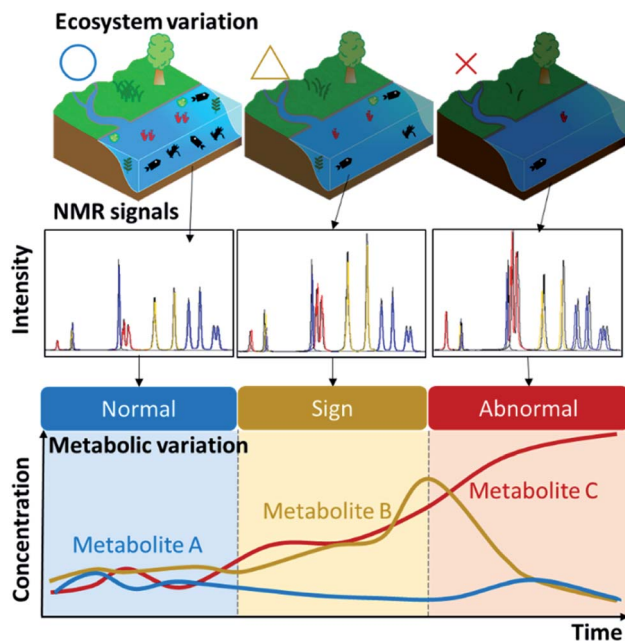 Ecosystem variation
NMR signals
Intensity
Normal
Sign
Abnormal
Metabolic variation
Concentration
Metabolite A
Metabolite B
Metabolite C
Time